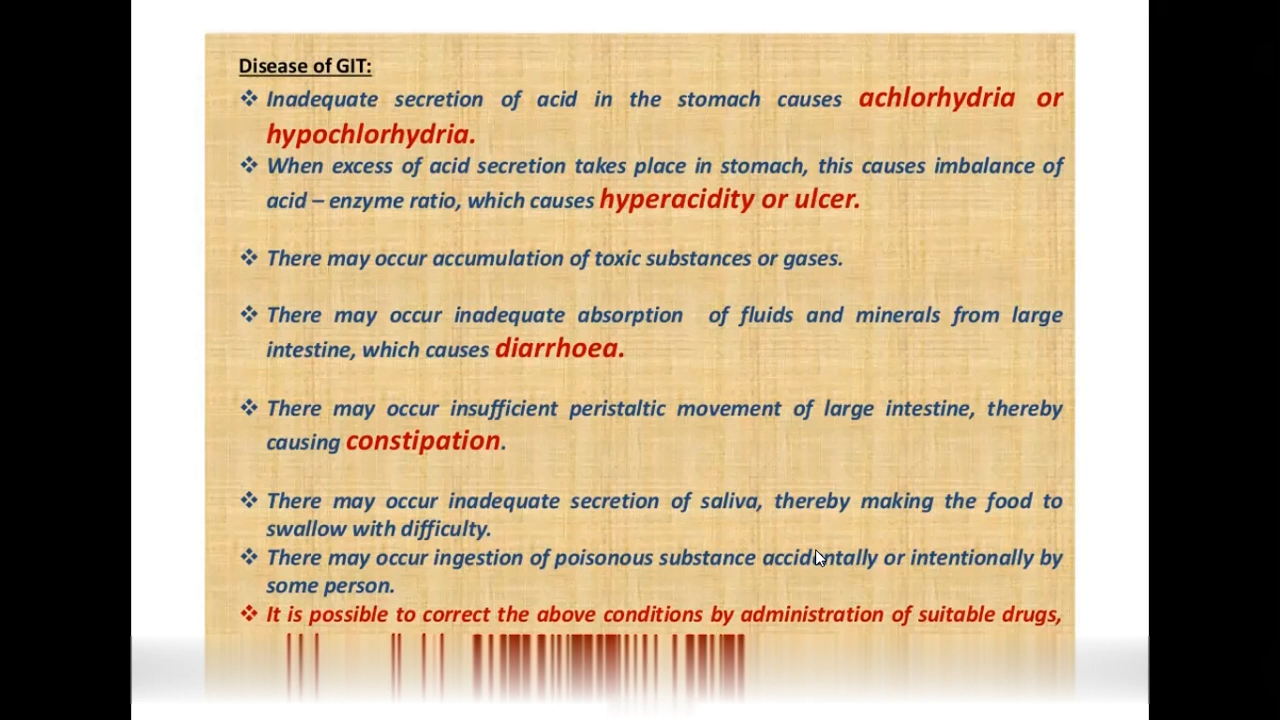 Disease of GIT:
❖ Inadequate secretion of acid in the stomach causes achlorhydria or
hypochlorhydria.
❖ When excess of acid secretion takes place in stomach, this causes imbalance of
acid – enzyme ratio, which causes hyperacidity or ulcer.
❖ There may occur accumulation of toxic substances or gases.
❖ There may occur inadequate absorption of fluids and minerals from large
intestine, which causes diarrhoea.
❖ There may occur insufficient peristaltic movement of large intestine, thereby
causing constipation.
❖ There may occur inadequate secretion of saliva, thereby making the food to
swallow with difficulty.
❖ There may occur ingestion of poisonous substance accidentally or intentionally by
some person.
❖ It is possible to correct the above conditions by administration of suitable drugs,